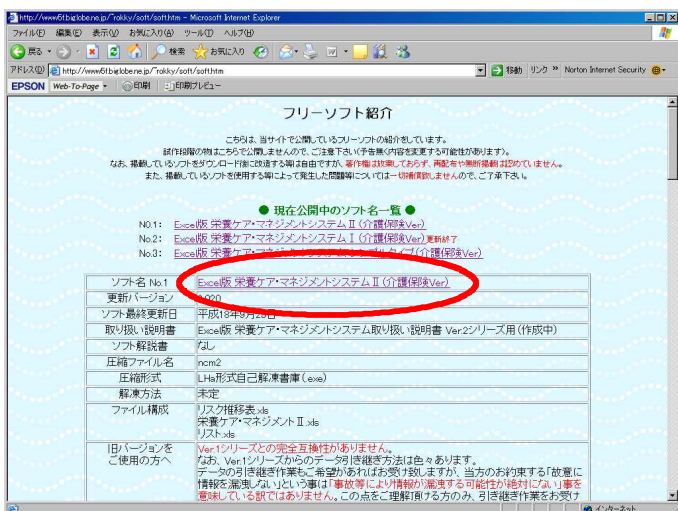 http://www5f.biglobe.ne.jp/~rokky/soft/soft.htm - Microsoft Internet Explorer
ファイル(F) 編集(E) 表示(V) お気に入り(A) ツール(T) ヘルプ(H)
戻る 検索 お気に入り
アドレス(D) http://www5f.biglobe.ne.jp/~rokky/soft/soft.htm 移動 リンク » Norton Internet Security
EPSON Web-To-Page 印刷 印刷プレビュー
フリーソフト紹介
こちらは、当サイトで公開しているフリーソフトの紹介をしています。
試作段階の物はこちらで公開しませんので、ご注意下さい(予告無く内容を変更する可能性があります)。
なお、掲載しているソフトをダウンロード後に改造する等は自由ですが、著作権は放棄しておらず、再配布や無断掲載は認めていません。
また、掲載しているソフトを使用する等によって発生した問題等については一切補償致しませんので、ご了承下さい。
● 現在公開中のソフト名一覧 ●
NO.1: Excel版 栄養ケア・マネジメントシステムⅡ(介護保険Ver)
No.2: Excel版 栄養ケア・マネジメントシステムⅠ(介護保険Ver) 更新終了
No.3: Excel版 栄養ケア・マネジメントシステム(介護保険Ver)
ソフト名 No.1 Excel版 栄養ケア・マネジメントシステムⅡ(介護保険Ver)
更新バージョン
ソフト最終更新日 平成18年9月25日
取り扱い説明書 Excel版 栄養ケア・マネジメントシステム取り扱い説明書 Ver.2シリーズ用(作成中)
ソフト解説書 なし
圧縮ファイル名 ncm2
圧縮形式 LHa形式自己解凍書庫(.exe)
解凍方法 未定
ファイル構成 リスク推移表.xls
栄養ケア・マネジメントⅡ.xls
リスト.xls
旧バージョンを Ver.1シリーズとの完全互換性がありません。
ご使用の方へ なお、Ver.1シリーズからのデータ引き継ぎ方法は色々あります。
データの引き継ぎ作業もご希望があればお受け致しますが、当方のお約束する「故意に
情報を漏洩しない」という事は「事故等により情報が漏洩する可能性が絶対にない」事を
意味している訳ではありません。この点をご理解頂ける方のみ、引き継ぎ作業をお受け
インターネット